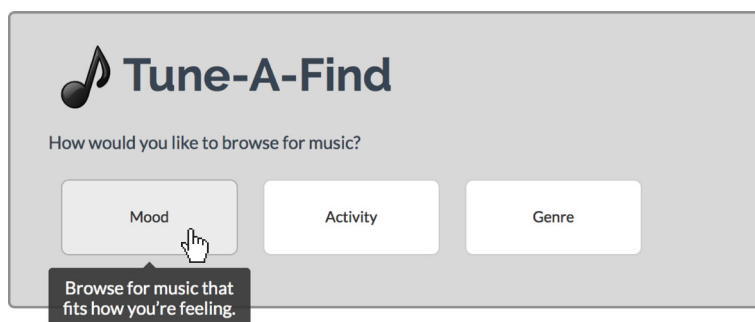 Tune-A-Find
How would you like to browse for music?
Mood
Activity
Genre
Browse for music that
fits how you’re feeling.